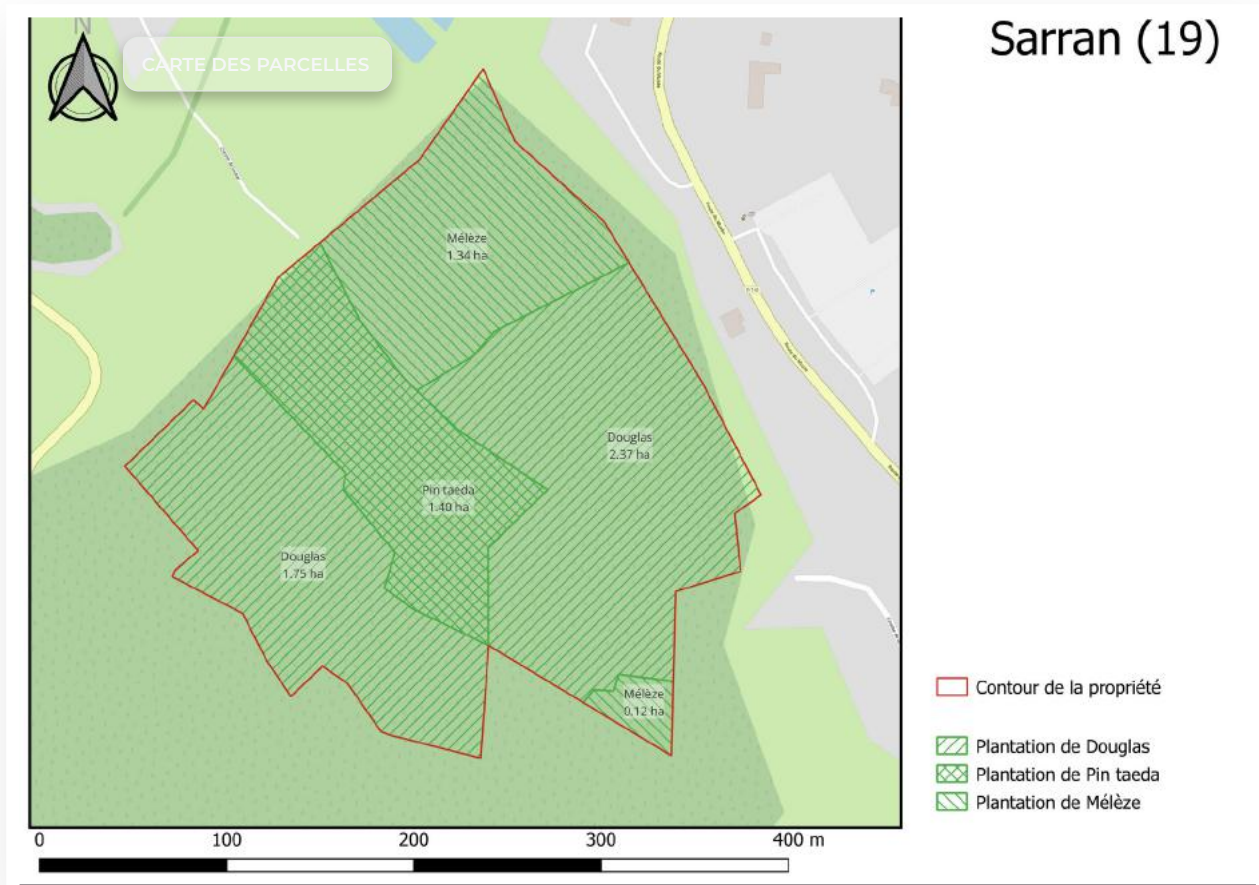 Sarran (19)
N
CARTE DES PARCELLES
Mélèze
1.34 ha
Douglas
2.37 ha
Pin taeda
1.40 ha
Douglas
1.75 ha
Mélèze
0.12 ha
Contour de la propriété
Plantation de Douglas
Plantation de Pin taeda
Plantation de Mélèze
0 100 200 300 400 m